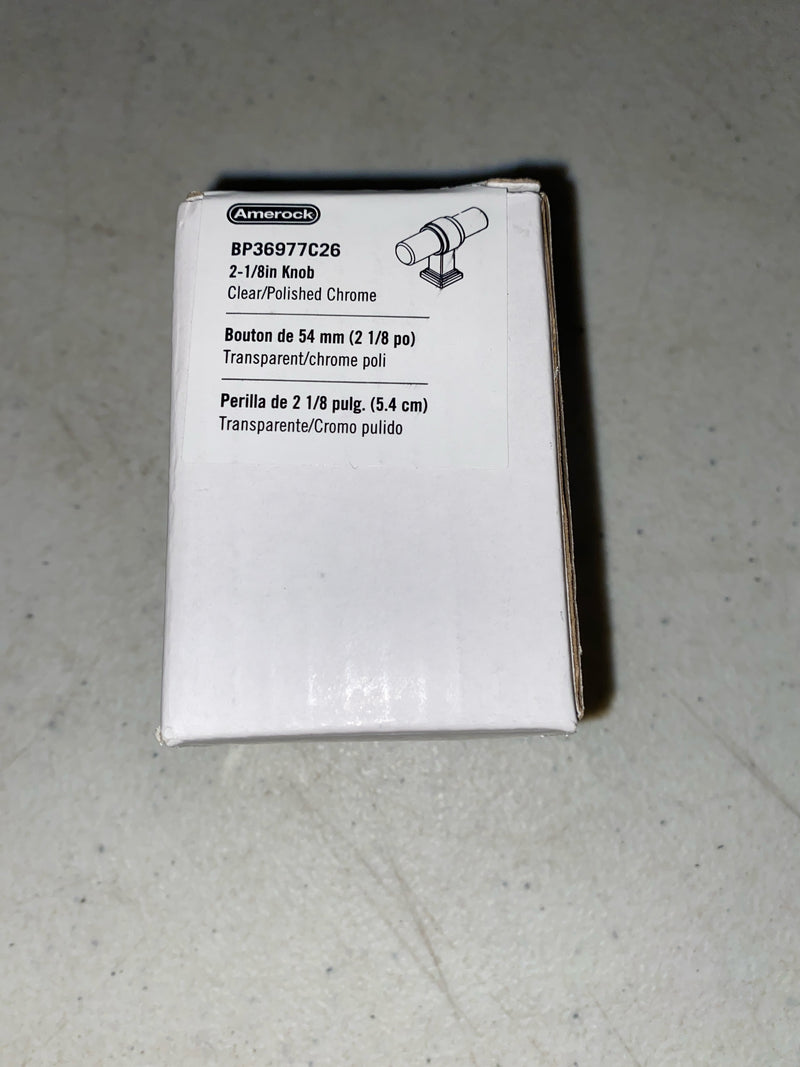 Amerock
BP36977C26
2-1/8in Knob
Clear/Polished Chrome
Bouton de 54 mm (2 1/8 po)
Transparent/chrome poli
Perilla de 2 1/8 pulg. (5.4 cm)
Transparente/Cromo pulido